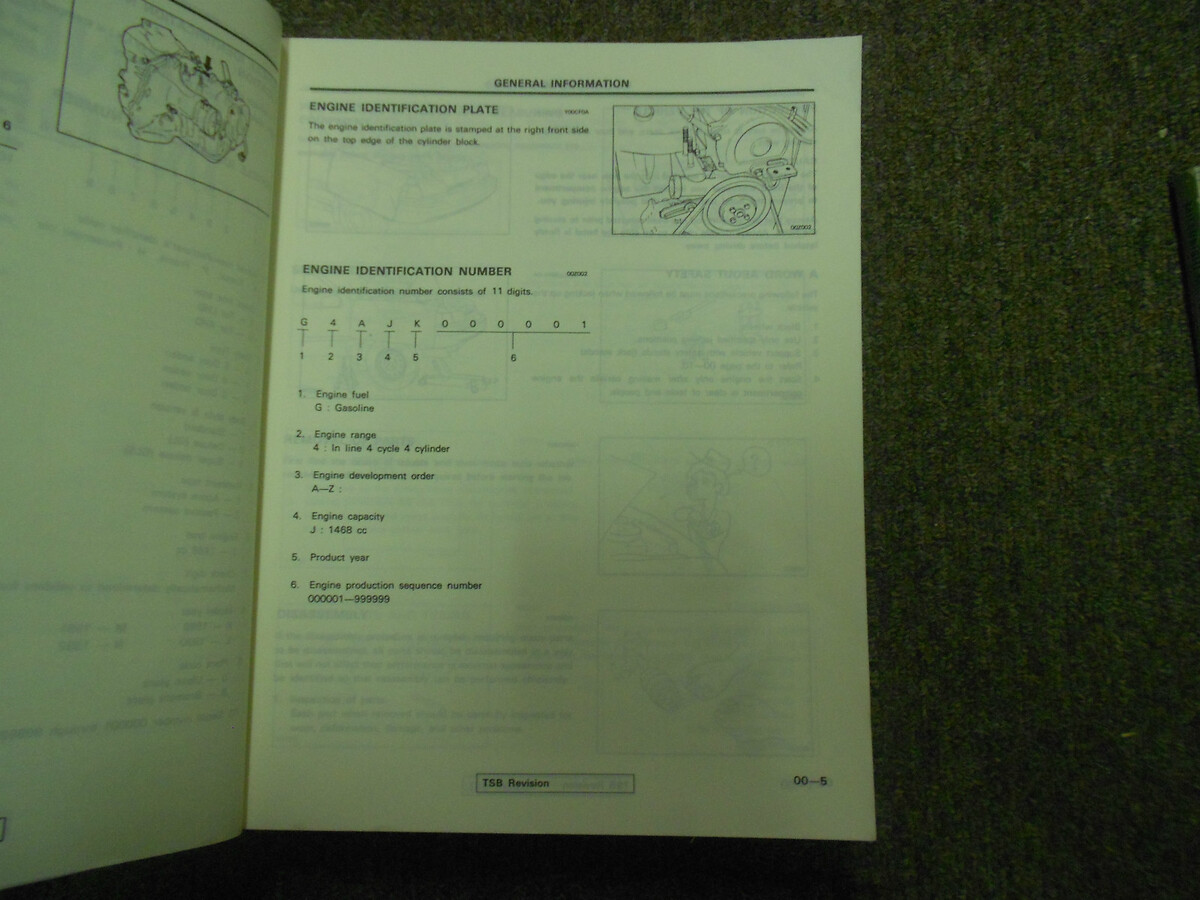 6
GENERAL INFORMATION
ENGINE IDENTIFICATION PLATE
The engine identification plate is stamped at the right front side
on the top edge of the cylinder block.
00Z002
ENGINE IDENTIFICATION NUMBER 00Z002
Engine identification number consists of 11 digits.
G 4 A J K 0 0 0 0 0 1
1 2 3 4 5 6
1. Engine fuel
G : Gasoline
2. Engine range
4 : In line 4 cycle 4 cylinder
3. Engine development order
A—Z :
4. Engine capacity
J : 1468 cc
5. Product year
6. Engine production sequence number
000001—999999
TSB Revision
00—5